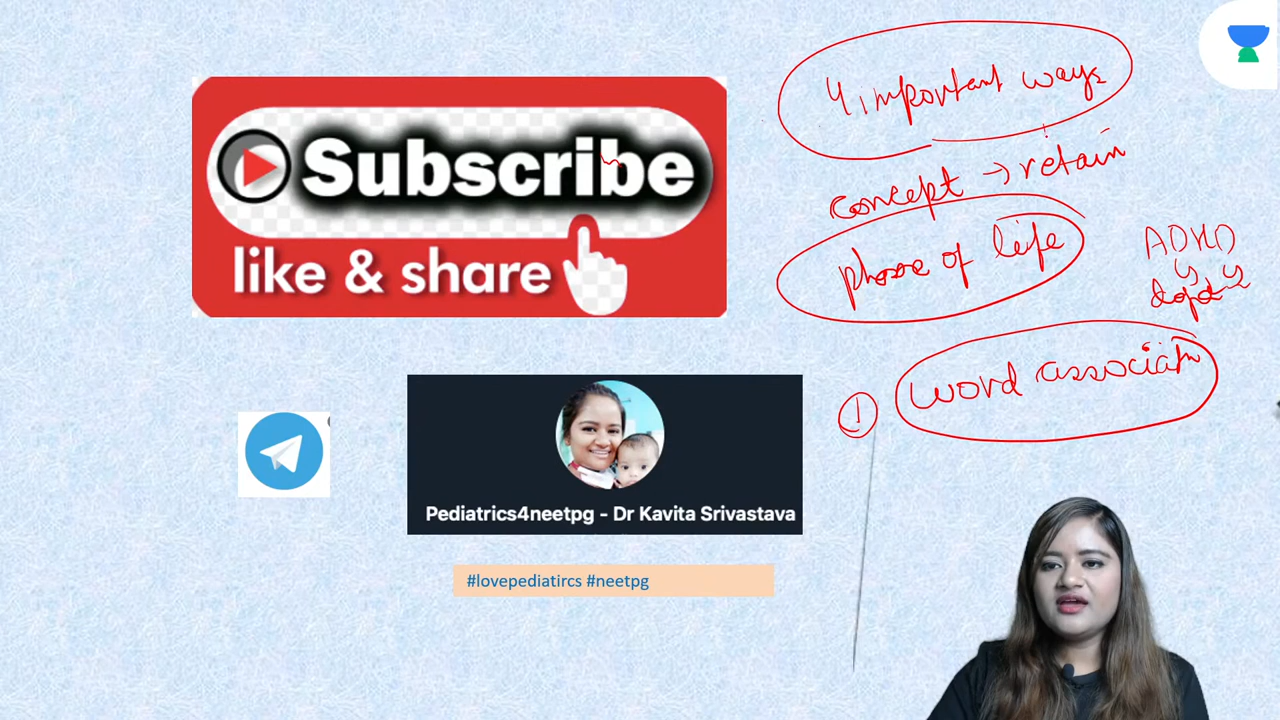 Subscribe
like & share
4 important ways
concept → retain
phase of life
ADHD
① word associatn
Pediatrics4neetpg - Dr Kavita Srivastava
#lovepediatircs #neetpg